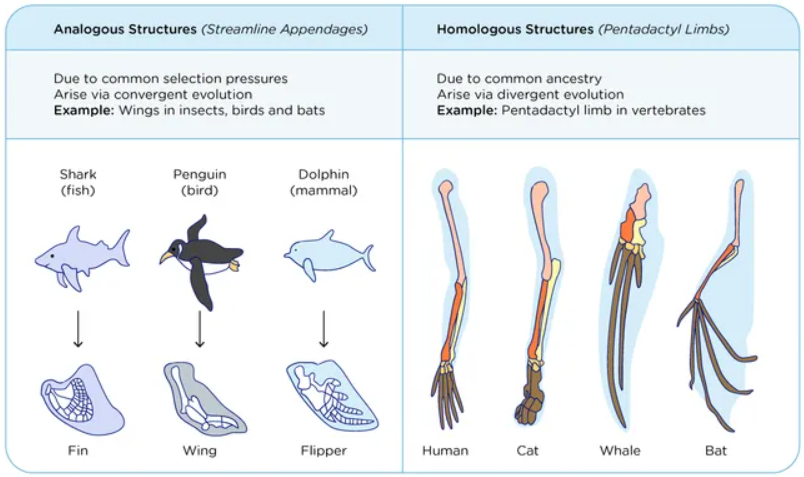 Analogous Structures (Streamline Appendages)
Due to common selection pressures
Arise via convergent evolution
Example: Wings in insects, birds and bats
Shark
(fish)
Penguin
(bird)
Dolphin
(mammal)
Fin
Wing
Flipper
Homologous Structures (Pentadactyl Limbs)
Due to common ancestry
Arise via divergent evolution
Example: Pentadactyl limb in vertebrates
Human
Cat
Whale
Bat